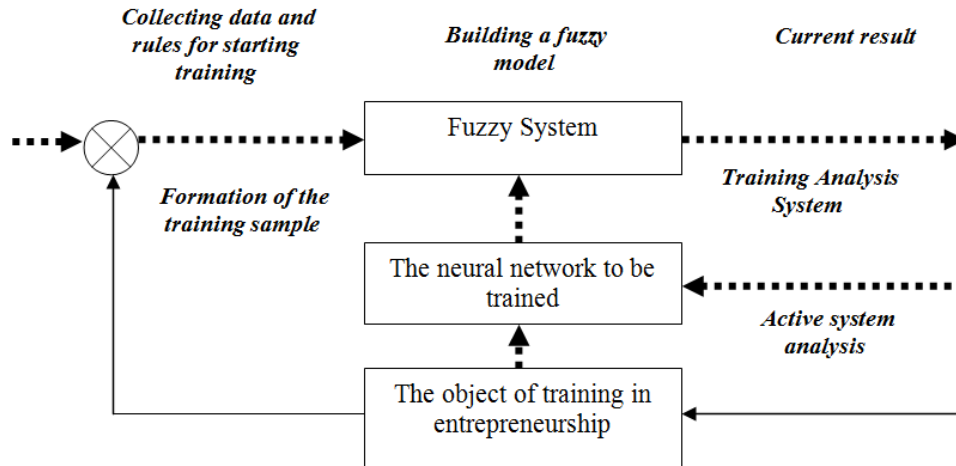 Collecting data and
rules for starting
training
Building a fuzzy
model
Current result
Fuzzy System
Formation of the
training sample
Training Analysis
System
The neural network to be
trained
Active system
analysis
The object of training in
entrepreneurship